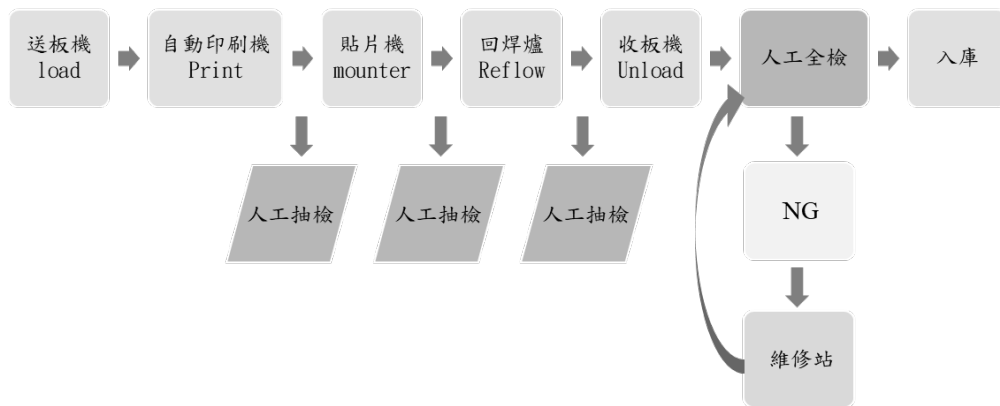 送板機
load
自動印刷機
Print
貼片機
mounter
回焊爐
Reflow
收板機
Unload
人工全檢
入庫
人工抽檢
人工抽檢
人工抽檢
NG
維修站